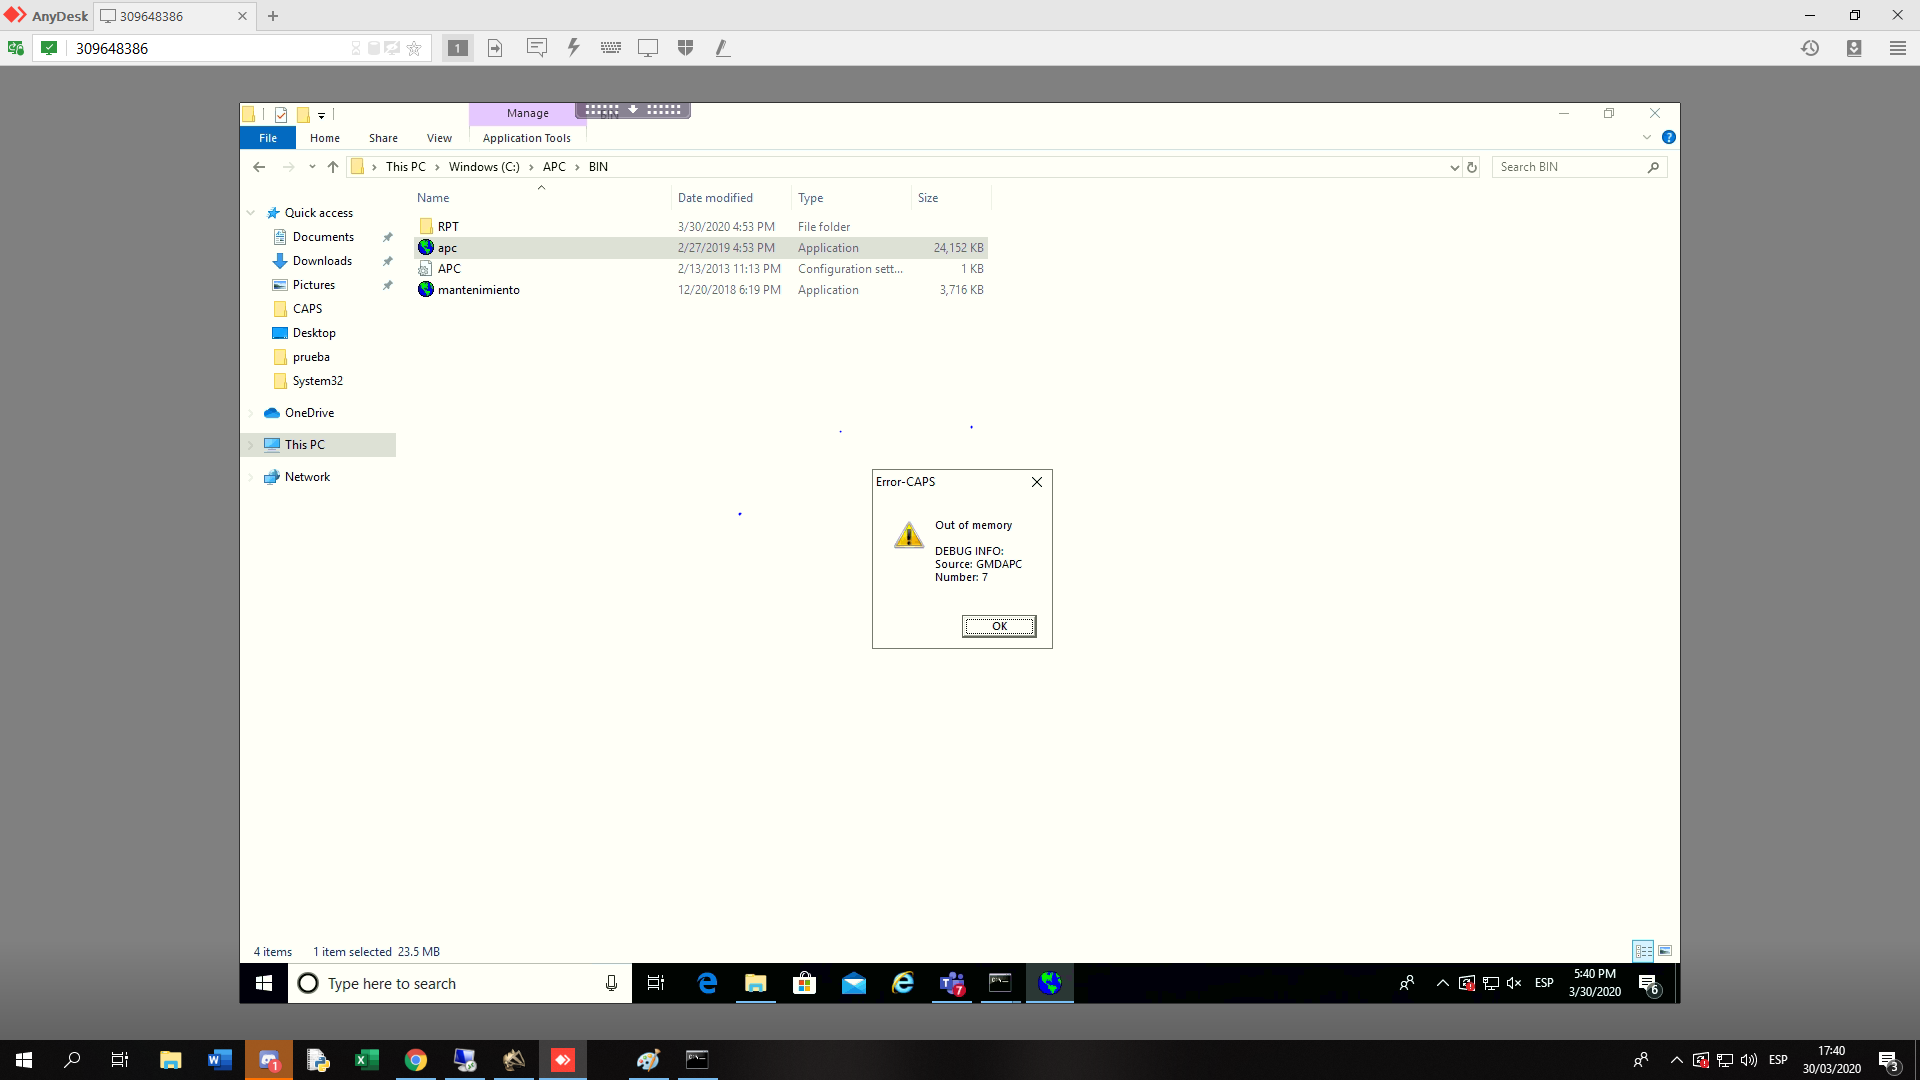 AnyDesk
309648386
309648386
1
Manage
File
Home
Share
View
Application Tools
This PC
Windows (C:)
APC
BIN
Search BIN
Name
Date modified
Type
Size
Quick access
Documents
Downloads
Pictures
CAPS
Desktop
prueba
System32
OneDrive
This PC
Network
RPT 3/30/2020 4:53 PM File folder
apc 2/27/2019 4:53 PM Application 24,152 KB
APC 2/13/2013 11:13 PM Configuration sett... 1 KB
mantenimiento 12/20/2018 6:19 PM Application 3,716 KB
Error-CAPS
Out of memory
DEBUG INFO:
Source: GMDAPC
Number: 7
OK
4 items 1 item selected 23.5 MB
Type here to search
7
ESP
5:40 PM
3/30/2020
6
1
ESP
17:40
30/03/2020
3